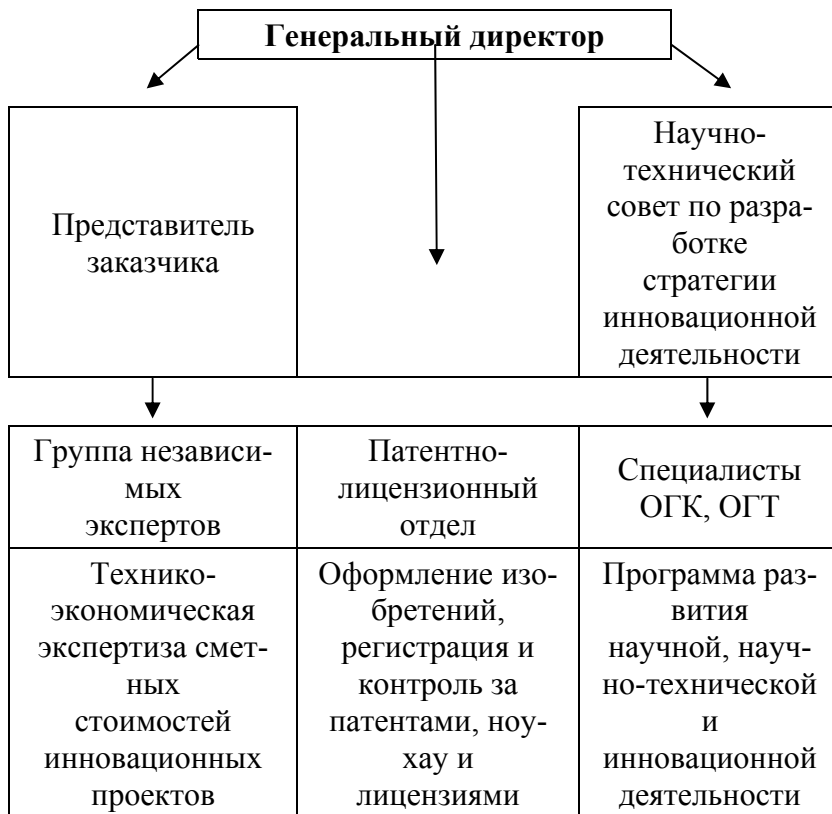 Генеральный директор
Представитель
заказчика
Научно-
технический
совет по разра-
ботке
стратегии
инновационной
деятельности
Группа независи-
мых
экспертов
Патентно-
лицензионный
отдел
Специалисты
ОГК, ОГТ
Технико-
экономическая
экспертиза смет-
ных
стоимостей
инновационных
проектов
Оформление изо-
бретений,
регистрация и
контроль за
патентами, ноу-
хау и
лицензиями
Программа раз-
вития
научной, науч-
но-технической
и
инновационной
деятельности